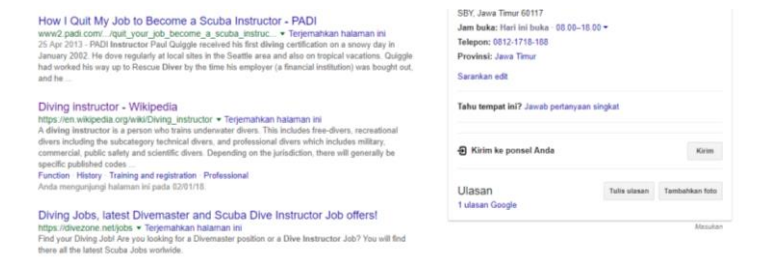 How I Quit My Job to Become a Scuba Instructor - PADI
www2.padi.com/.../quit_your_job_become_a_scuba_instruc... ▾ Terjemahkan halaman ini
25 Apr 2013 - PADI Instructor Paul Quiggle received his first diving certification on a snowy day in
January 2002. He dove regularly at local sites in the Seattle area and also on tropical vacations. Quiggle
had worked his way up to Rescue Diver by the time his employer (a financial institution) was bought out,
and he ...
Diving instructor - Wikipedia
https://en.wikipedia.org/wiki/Diving_instructor ▾ Terjemahkan halaman ini
A diving instructor is a person who trains underwater divers. This includes free-divers, recreational
divers including the subcategory technical divers, and professional divers which includes military,
commercial, public safety and scientific divers. Depending on the jurisdiction, there will generally be
specific published codes ...
Function · History · Training and registration · Professional
Anda mengunjungi halaman ini pada 02/01/18.
Diving Jobs, latest Divemaster and Scuba Dive Instructor Job offers!
https://divezone.net/jobs ▾ Terjemahkan halaman ini
Find your Diving Job! Are you looking for a Divemaster position or a Dive Instructor Job? You will find
there all the latest Scuba Jobs worlwide.
SBY, Jawa Timur 60117
Jam buka: Hari ini buka · 08.00–16.00 ▾
Telepon: 0812-1718-188
Provinsi: Jawa Timur
Sarankan edit
Tahu tempat ini? Jawab pertanyaan singkat
Kirim ke ponsel Anda
Kirim
Ulasan
Tulis ulasan
Tambahkan foto
1 ulasan Google
Masukan